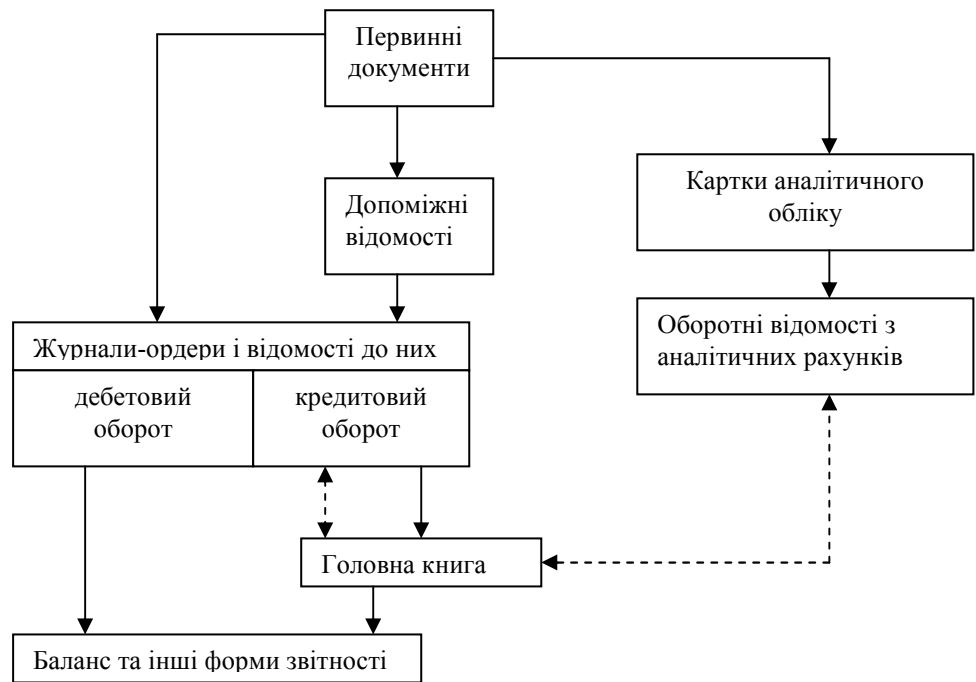 Первинні
документи
Допоміжні
відомості
Картки аналітичного
обліку
Оборотні відомості з
аналітичних рахунків
Журнали-ордери і відомості до них
дебетовий
оборот
кредитовий
оборот
Головна книга
Баланс та інші форми звітності